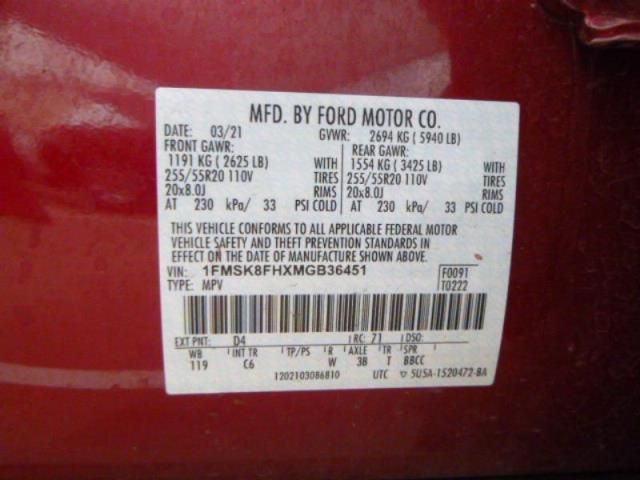 MFD. BY FORD MOTOR CO.
DATE: 03/21 GVWR: 2694 KG ( 5940 LB)
FRONT GAWR: REAR GAWR:
1191 KG ( 2625 LB) WITH 1554 KG ( 3425 LB) WITH
255/55R20 110V TIRES 255/55R20 110V TIRES
20x8.0J RIMS 20x8.0J RIMS
AT 230 kPa/ 33 PSI COLD AT 230 kPa/ 33 PSI COLD
THIS VEHICLE CONFORMS TO ALL APPLICABLE FEDERAL MOTOR
VEHICLE SAFETY AND THEFT PREVENTION STANDARDS IN
EFFECT ON THE DATE OF MANUFACTURE SHOWN ABOVE.
VIN: 1FMSK8FHXMGB36451 F0091
TYPE: MPV T0222
EXT PNT: D4 RC: 71 DSO:
WB INT TR TP/PS R AXLE TR SPR
119 C6 W 3B T BBCC
1202103086810 UTC 5U5A-1520472-BA